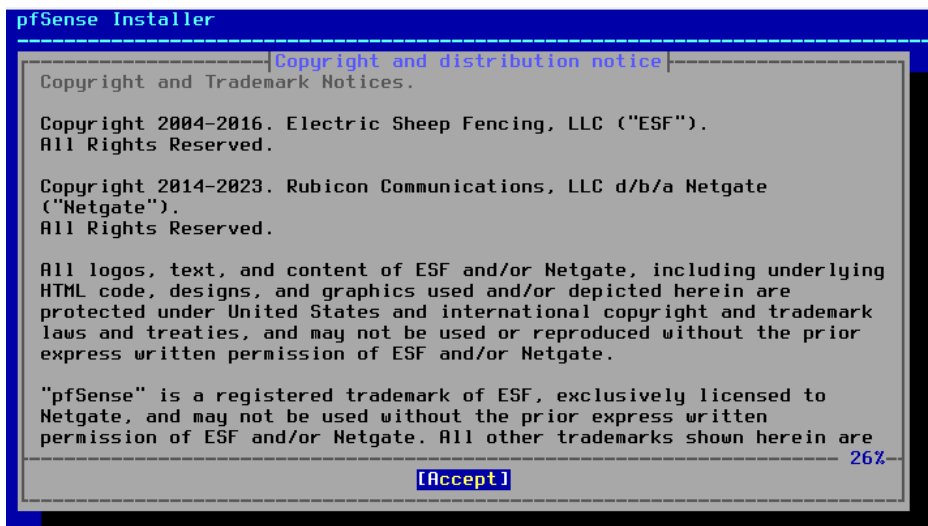 pfSense Installer
Copyright and distribution notice
Copyright and Trademark Notices.
Copyright 2004-2016. Electric Sheep Fencing, LLC ("ESF").
All Rights Reserved.
Copyright 2014-2023. Rubicon Communications, LLC d/b/a Netgate
("Netgate").
All Rights Reserved.
All logos, text, and content of ESF and/or Netgate, including underlying
HTML code, designs, and graphics used and/or depicted herein are
protected under United States and international copyright and trademark
laws and treaties, and may not be used or reproduced without the prior
express written permission of ESF and/or Netgate.
"pfSense" is a registered trademark of ESF, exclusively licensed to
Netgate, and may not be used without the prior express written
permission of ESF and/or Netgate. All other trademarks shown herein are
26%
[Accept]